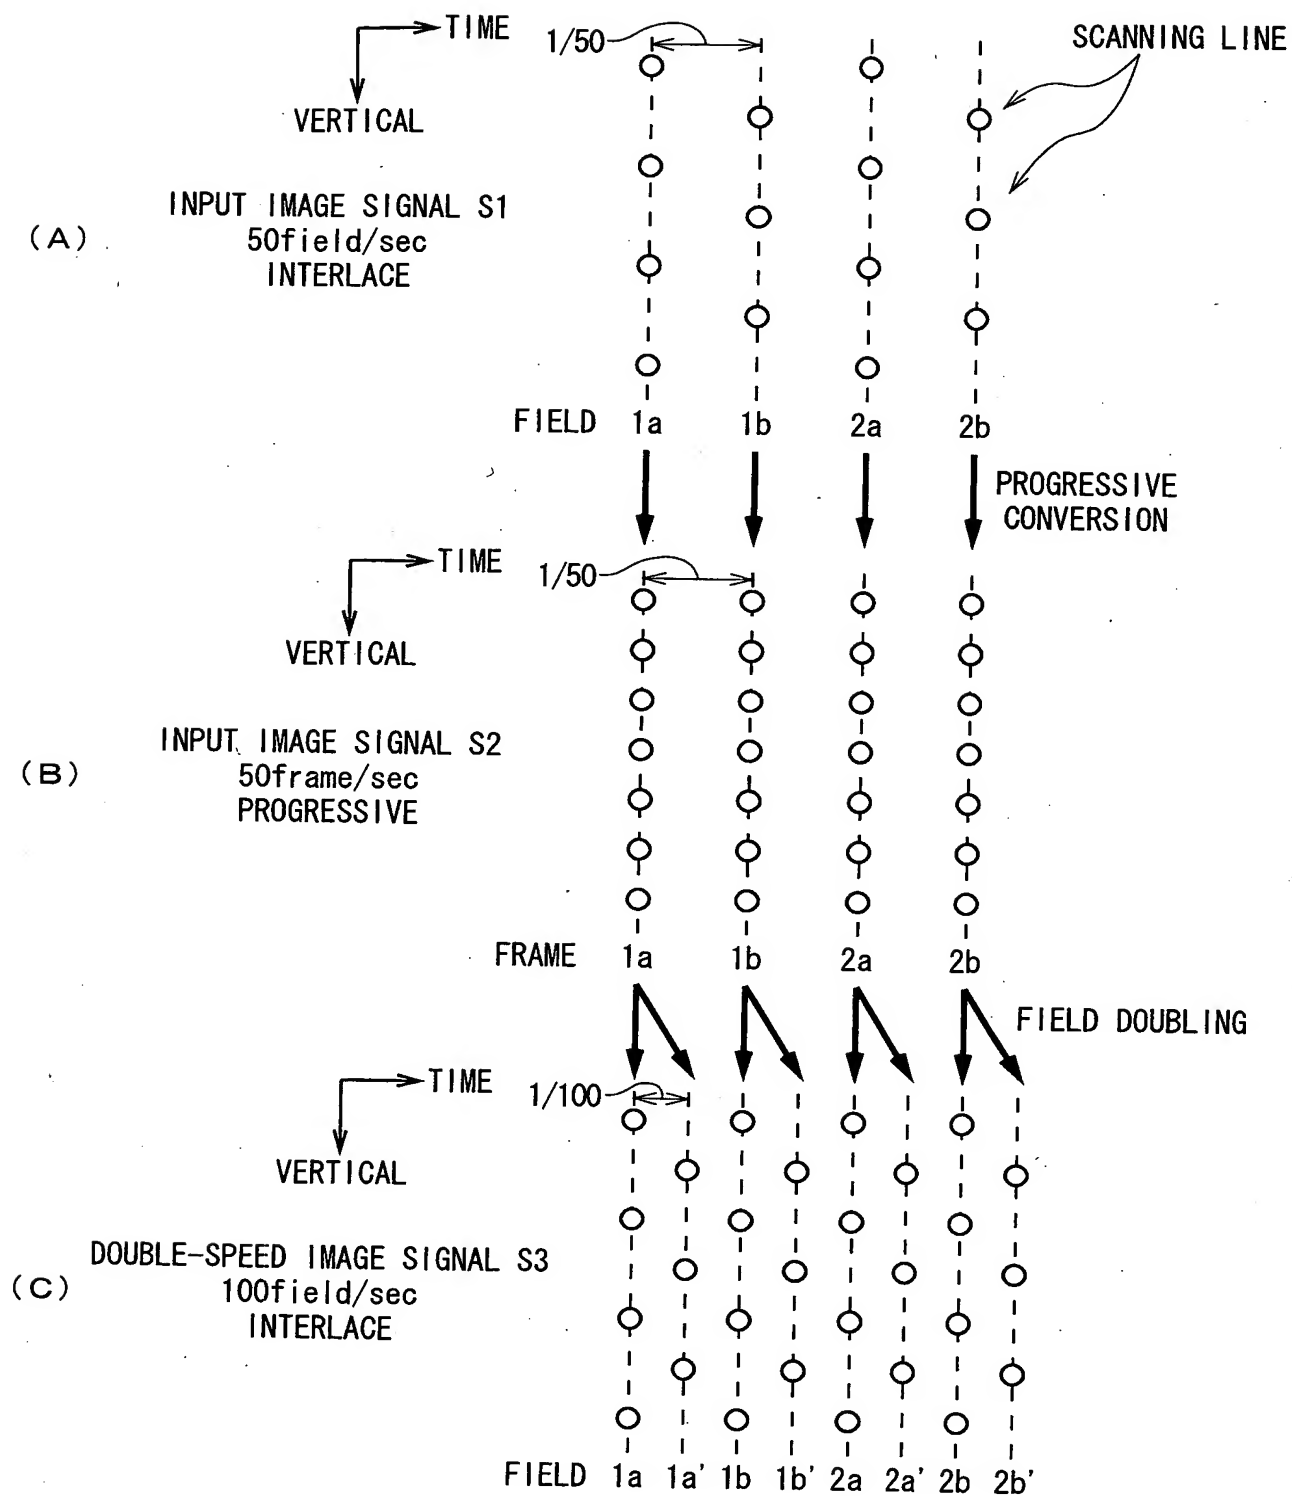 TIME
1/50
SCANNING LINE
VERTICAL
(A)
INPUT IMAGE SIGNAL S1
50field/sec
INTERLACE
FIELD 1a 1b 2a 2b
PROGRESSIVE
CONVERSION
TIME
1/50
VERTICAL
(B)
INPUT IMAGE SIGNAL S2
50frame/sec
PROGRESSIVE
FRAME 1a 1b 2a 2b
FIELD DOUBLING
TIME
1/100
VERTICAL
(C)
DOUBLE-SPEED IMAGE SIGNAL S3
100field/sec
INTERLACE
FIELD 1a 1a' 1b 1b' 2a 2a' 2b 2b'